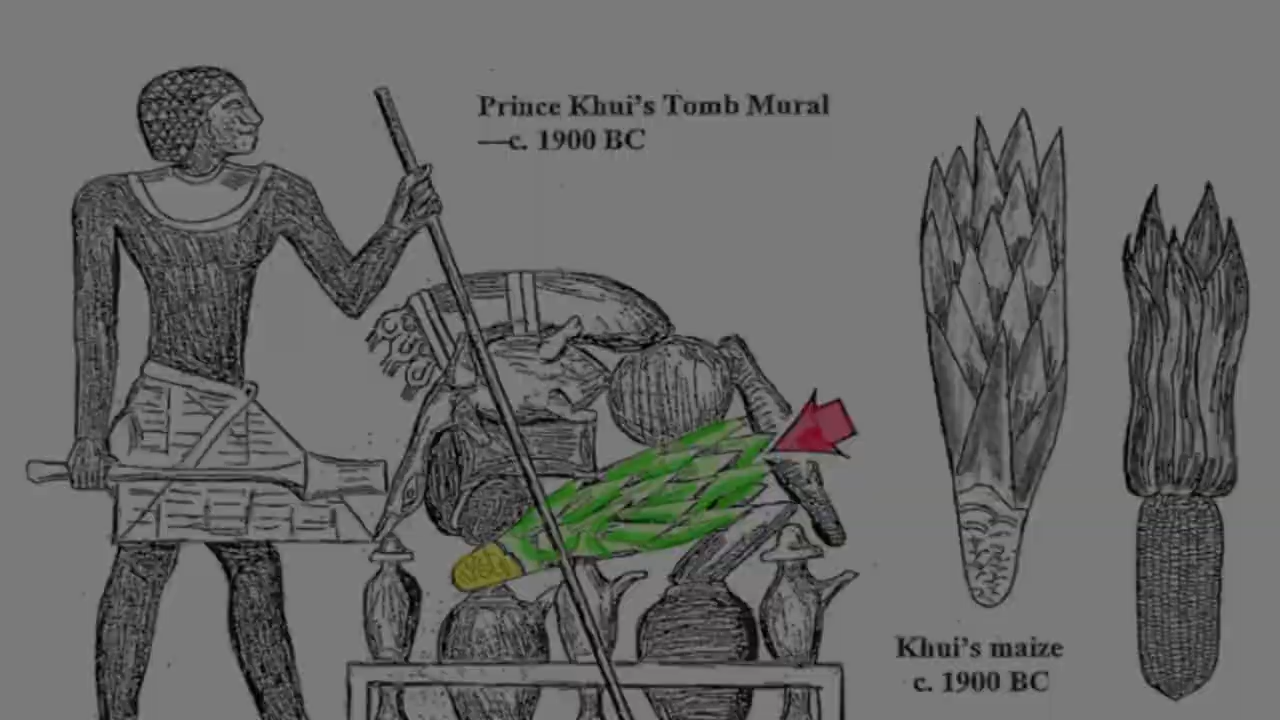 Prince Khui's Tomb Mural
—c. 1900 BC
Khui's maize
c. 1900 BC